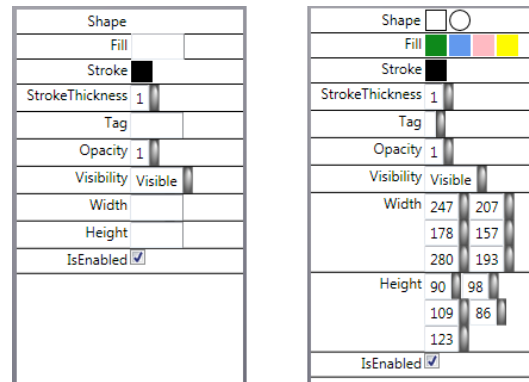 Shape
Fill
Stroke
StrokeThickness 1
Tag
Opacity 1
Visibility Visible
Width
Height
IsEnabled
Shape
Fill
Stroke
StrokeThickness 1
Tag
Opacity 1
Visibility Visible
Width 247 207
178 157
280 193
Height 90 98
109 86
123
IsEnabled